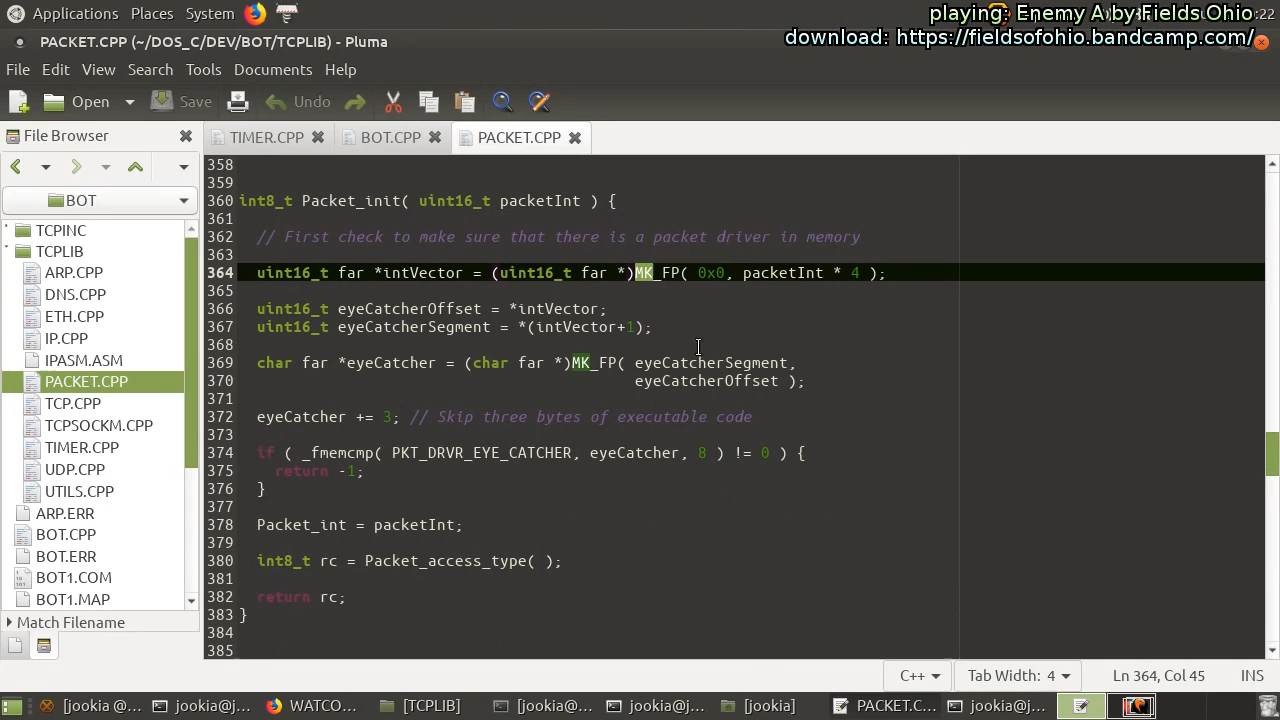 Applications Places System
playing: Enemy A by Fields Ohio
:22
PACKET.CPP (~/DOS_C/DEV/BOT/TCPLIB) - Pluma
download: https://fieldsofohio.bandcamp.com/
File Edit View Search Tools Documents Help
Open Save Undo
File Browser
TIMER.CPP BOT.CPP PACKET.CPP
BOT
TCPINC
TCPLIB
ARP.CPP
DNS.CPP
ETH.CPP
IP.CPP
IPASM.ASM
PACKET.CPP
TCP.CPP
TCPSOCKM.CPP
TIMER.CPP
UDP.CPP
UTILS.CPP
ARP.ERR
BOT.CPP
BOT.ERR
BOT1.COM
BOT1.MAP
Match Filename
358
359
360 int8_t Packet_init( uint16_t packetInt ) {
361
362 // First check to make sure that there is a packet driver in memory
363
364 uint16_t far *intVector = (uint16_t far *)MK_FP( 0x0, packetInt * 4 );
365
366 uint16_t eyeCatcherOffset = *intVector;
367 uint16_t eyeCatcherSegment = *(intVector+1);
368
369 char far *eyeCatcher = (char far *)MK_FP( eyeCatcherSegment,
370 eyeCatcherOffset );
371
372 eyeCatcher += 3; // Skip three bytes of executable code
373
374 if ( _fmemcmp( PKT_DRVR_EYE_CATCHER, eyeCatcher, 8 ) != 0 ) {
375 return -1;
376 }
377
378 Packet_int = packetInt;
379
380 int8_t rc = Packet_access_type( );
381
382 return rc;
383 }
384
385
C++ Tab Width: 4 Ln 364, Col 45 INS
[jookia @... jookia@j... WATCO... [TCPLIB] [jookia@... jookia@j... [jookia] PACKET.C... jookia@j...